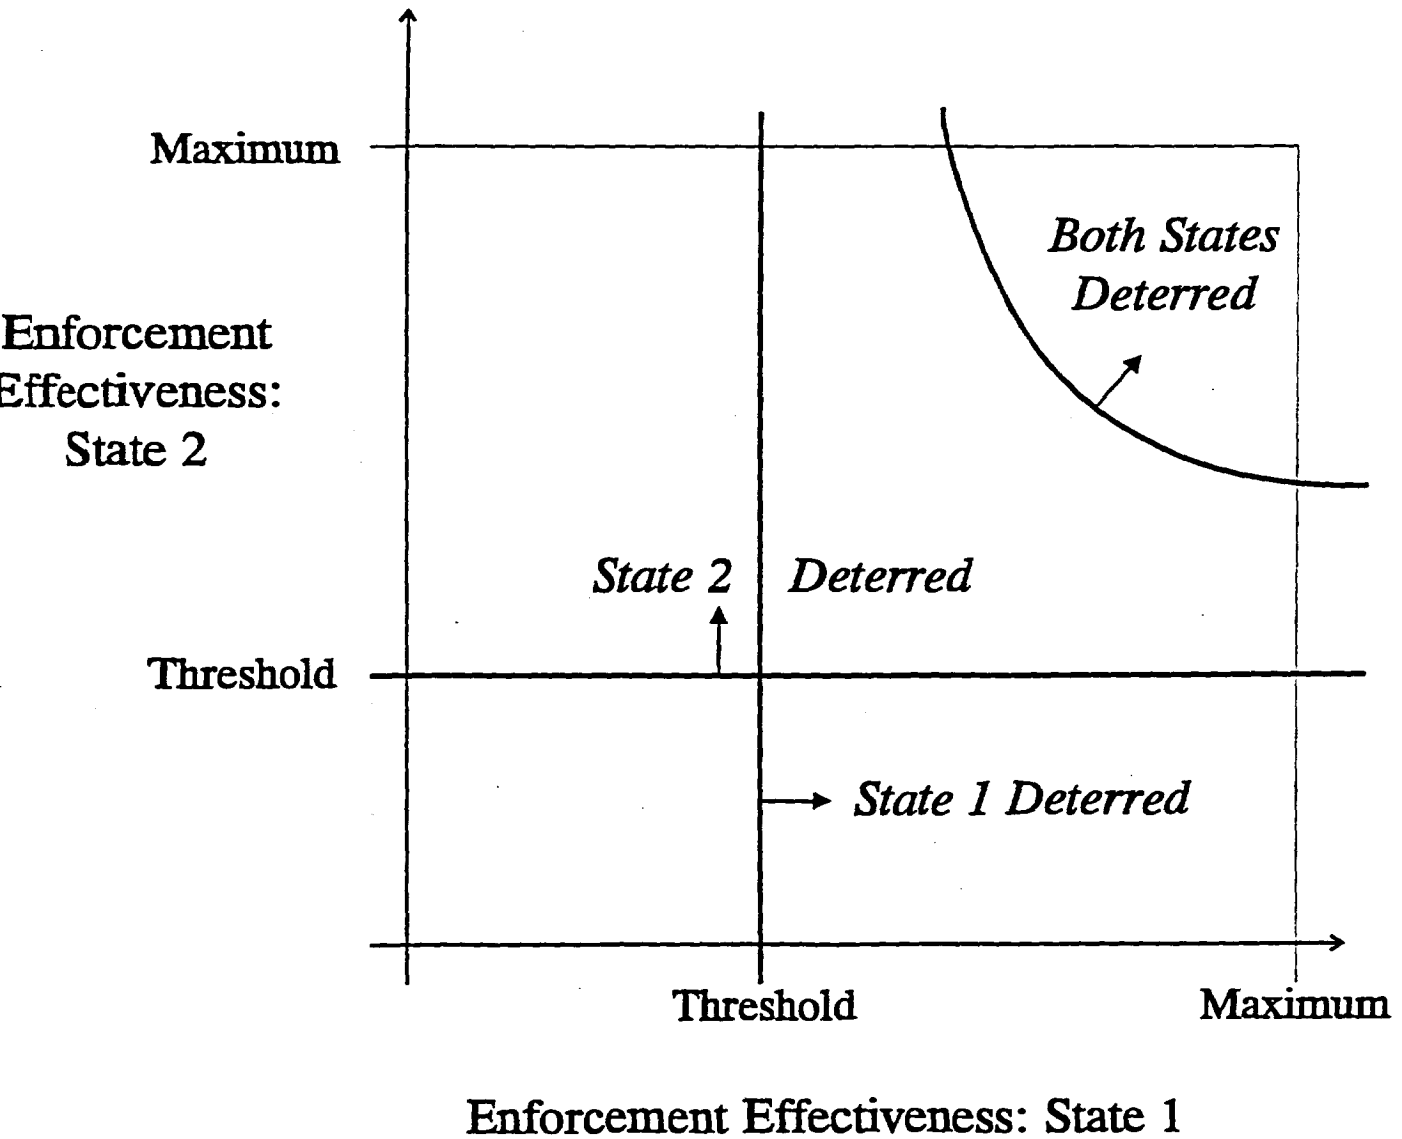 Maximum
Both States
Deterred
Enforcement
Effectiveness:
State 2
State 2 Deterred
Threshold
State 1 Deterred
Threshold
Maximum
Enforcement Effectiveness: State 1